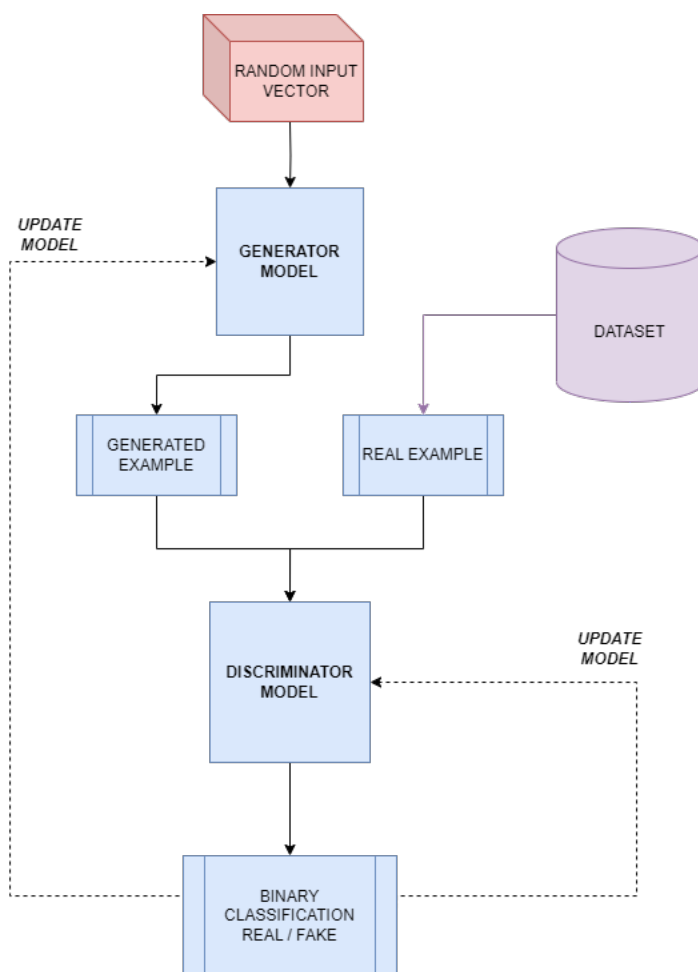 RANDOM INPUT
VECTOR
UPDATE
MODEL
GENERATOR
MODEL
DATASET
GENERATED
EXAMPLE
REAL EXAMPLE
DISCRIMINATOR
MODEL
UPDATE
MODEL
BINARY
CLASSIFICATION
REAL / FAKE